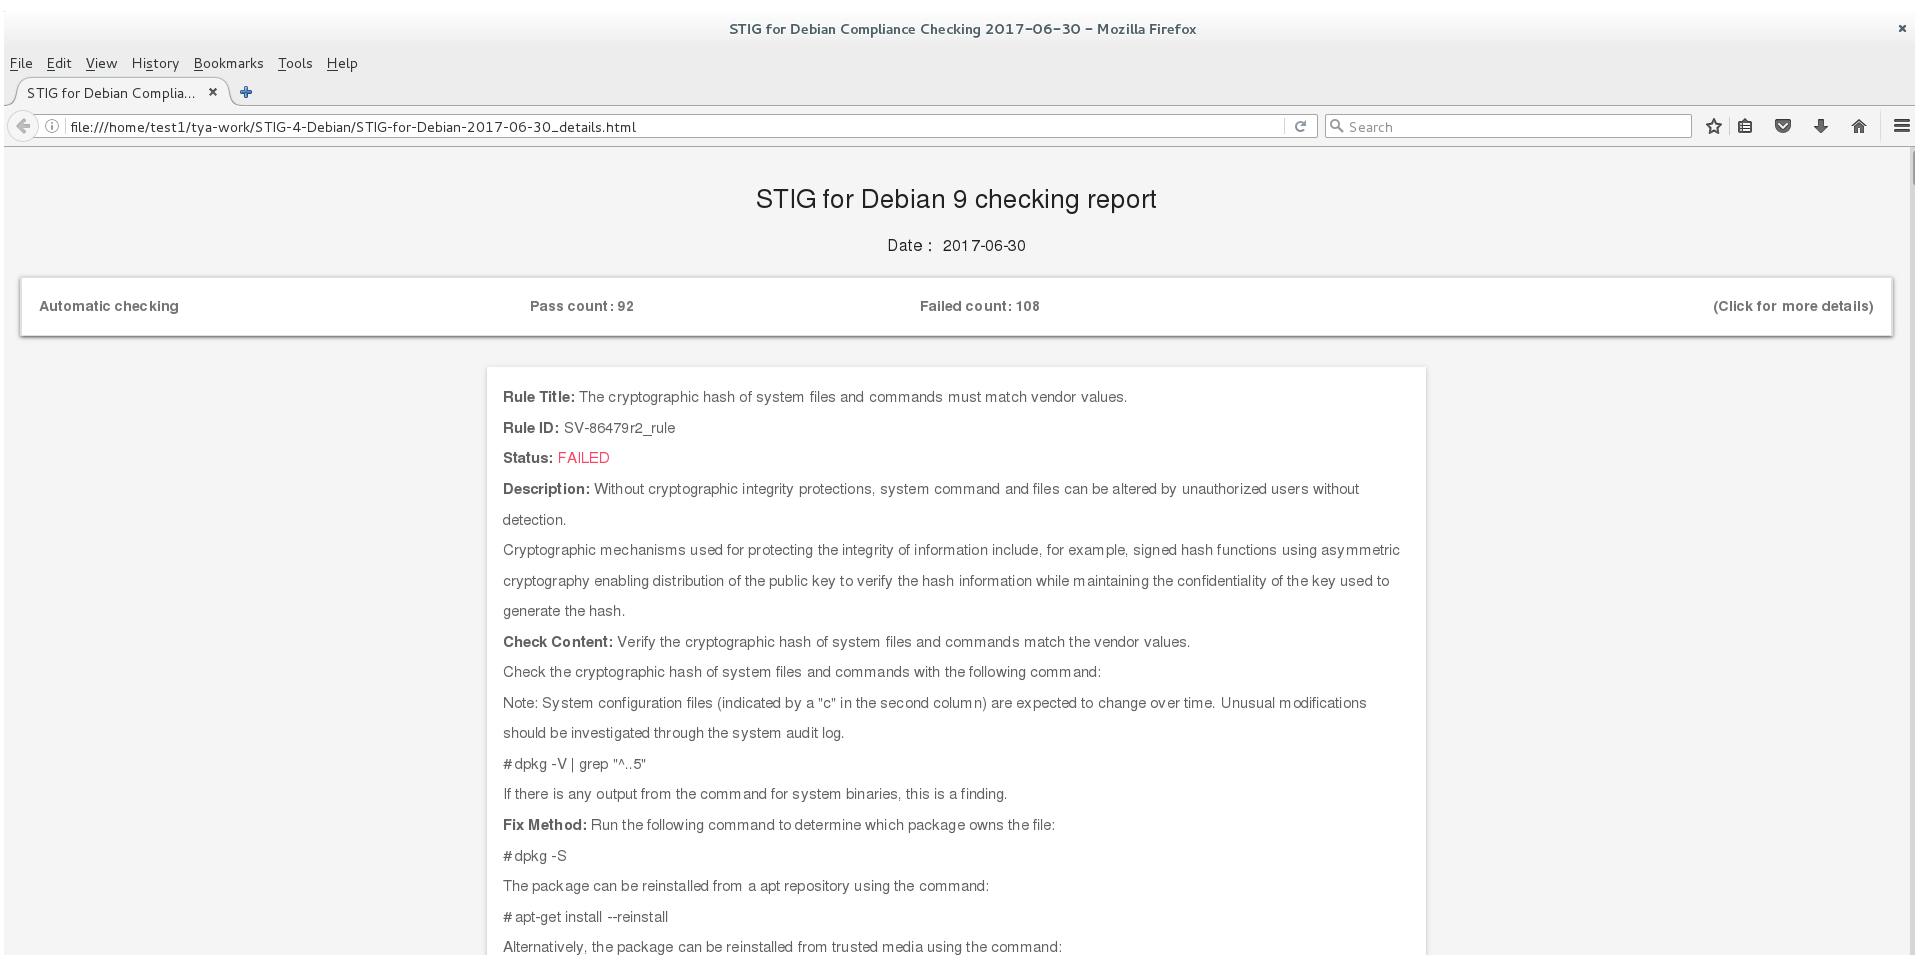 STIG for Debian Compliance Checking 2017-06-30 - Mozilla Firefox
File Edit View History Bookmarks Tools Help
STIG for Debian Complia...
file:///home/test1/tya-work/STIG-4-Debian/STIG-for-Debian-2017-06-30_details.html
Search
STIG for Debian 9 checking report
Date : 2017-06-30
Automatic checking Pass count: 92 Failed count: 108 (Click for more details)
Rule Title: The cryptographic hash of system files and commands must match vendor values.
Rule ID: SV-86479r2_rule
Status: FAILED
Description: Without cryptographic integrity protections, system command and files can be altered by unauthorized users without
detection.
Cryptographic mechanisms used for protecting the integrity of information include, for example, signed hash functions using asymmetric
cryptography enabling distribution of the public key to verify the hash information while maintaining the confidentiality of the key used to
generate the hash.
Check Content: Verify the cryptographic hash of system files and commands match the vendor values.
Check the cryptographic hash of system files and commands with the following command:
Note: System configuration files (indicated by a "c" in the second column) are expected to change over time. Unusual modifications
should be investigated through the system audit log.
# dpkg -V | grep "^..5"
If there is any output from the command for system binaries, this is a finding.
Fix Method: Run the following command to determine which package owns the file:
# dpkg -S
The package can be reinstalled from a apt repository using the command:
# apt-get install --reinstall
Alternatively, the package can be reinstalled from trusted media using the command: